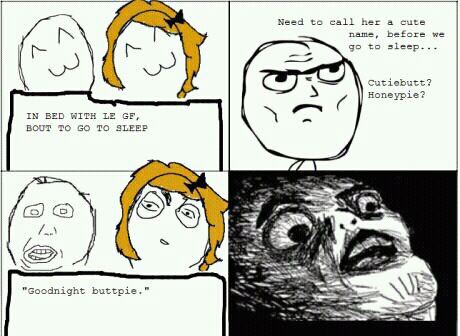 IN BED WITH LE GF,
BOUT TO GO TO SLEEP
Need to call her a cute
name, before we
go to sleep...
Cutiebutt?
Honeypie?
"Goodnight buttpie."